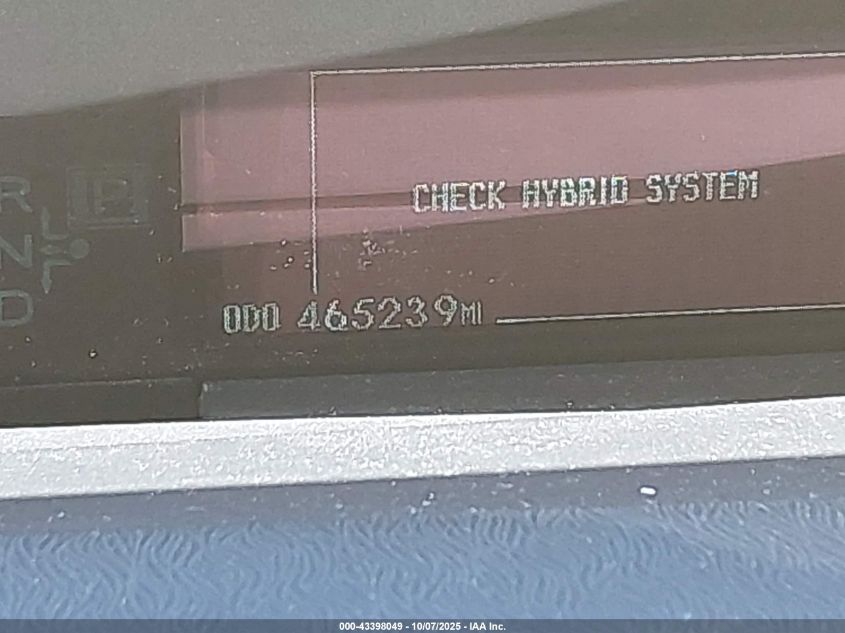 CHECK HYBRID SYSTEM
R P
N
D
ODO 465239MI
000-43398049 - 10/07/2025 - IAA Inc.